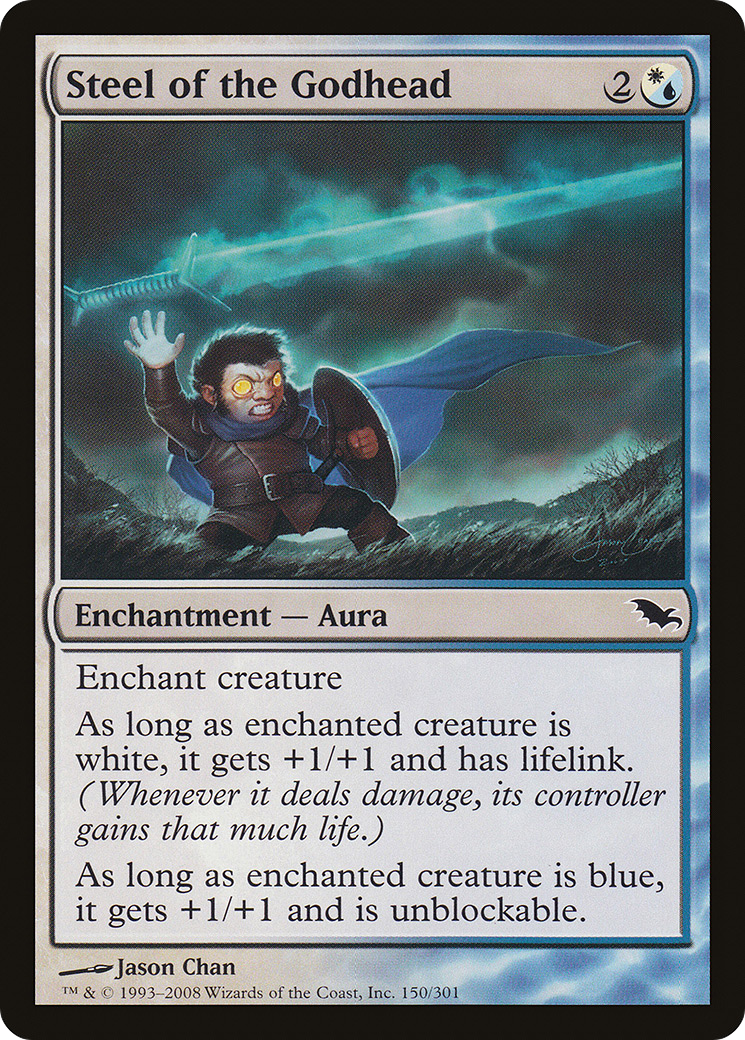 Steel of the Godhead 2
Enchantment — Aura
Enchant creature
As long as enchanted creature is
white, it gets +1/+1 and has lifelink.
(Whenever it deals damage, its controller
gains that much life.)
As long as enchanted creature is blue,
it gets +1/+1 and is unblockable.
Jason Chan
™ & © 1993–2008 Wizards of the Coast, Inc. 150/301